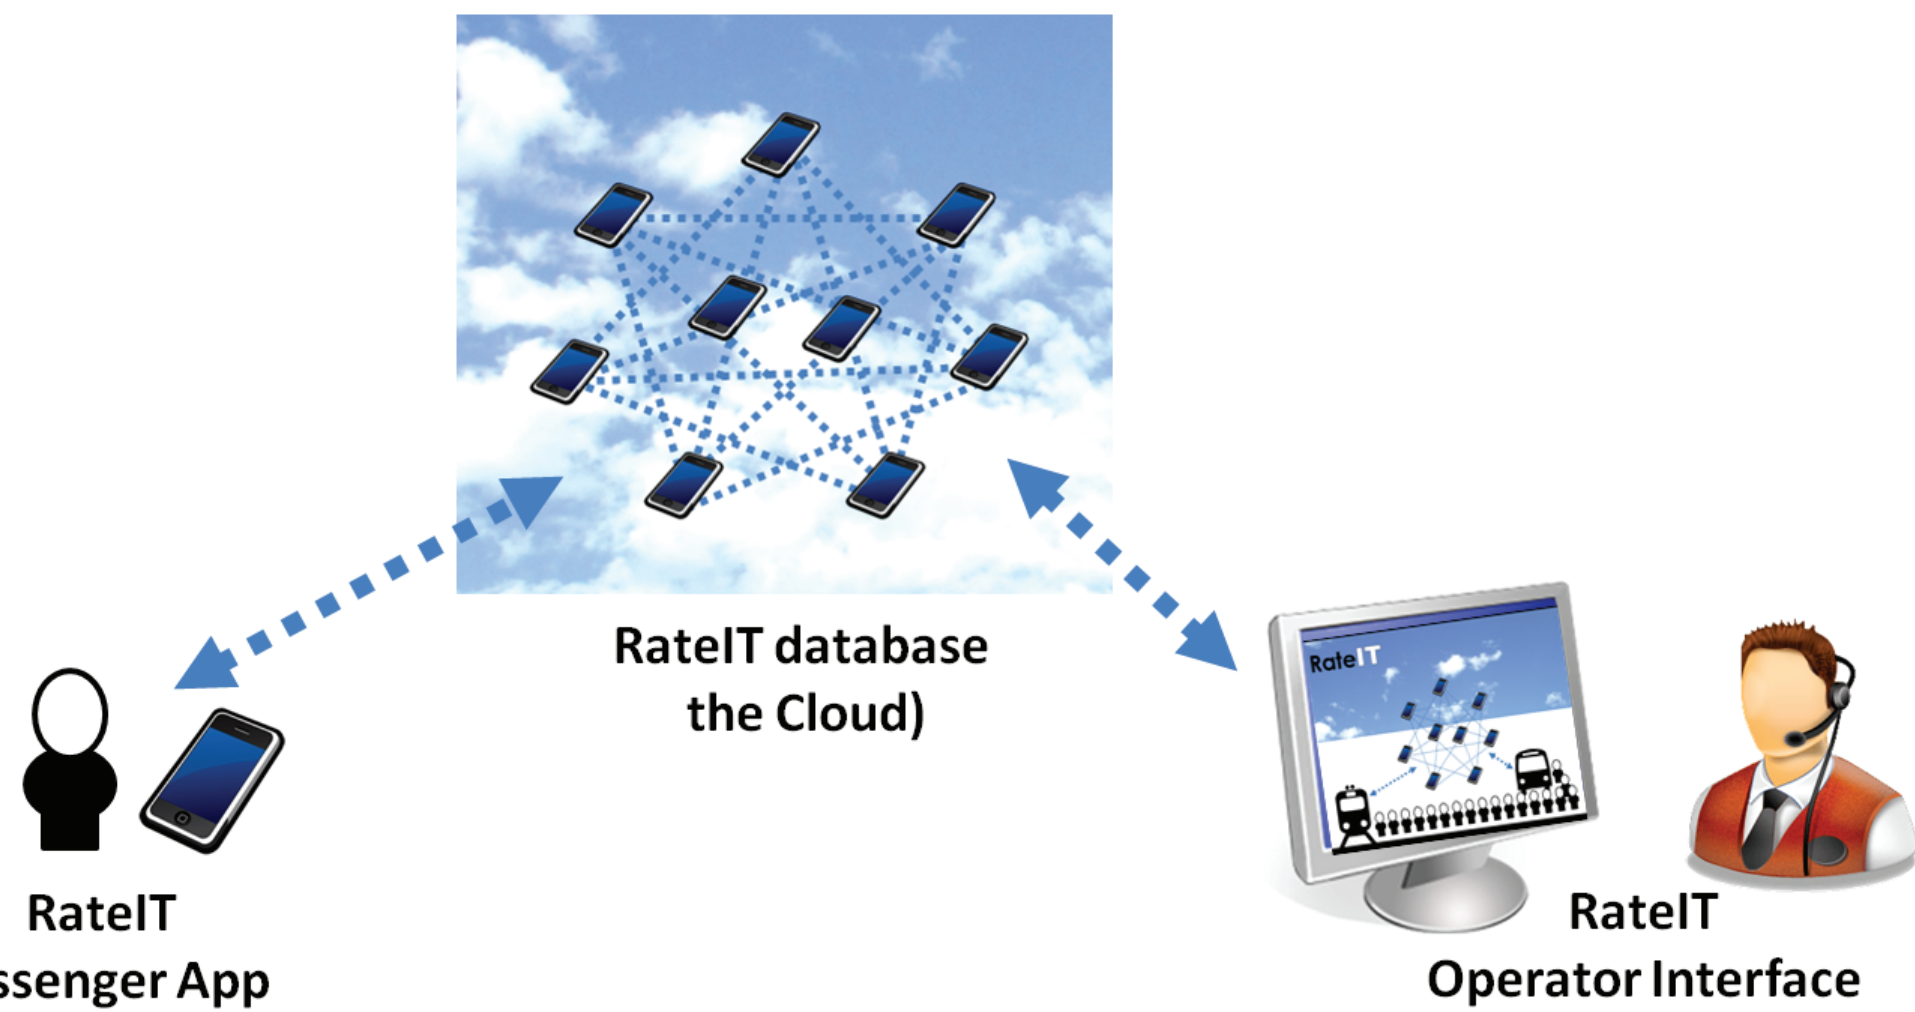 RateIT database
the Cloud)
RateIT
RateIT
ssenger App
RateIT
Operator Interface